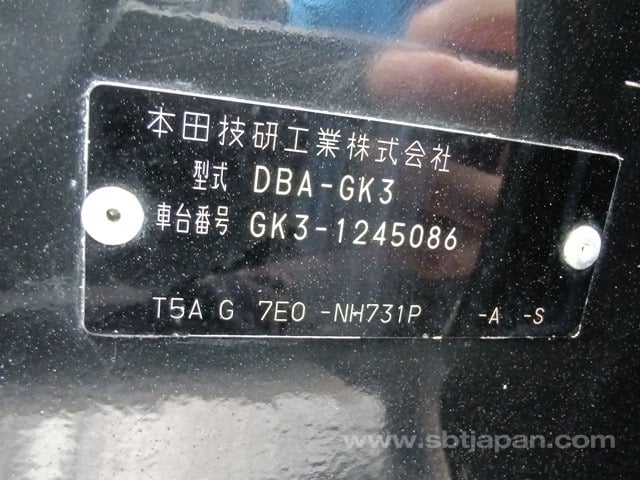 本田技研工業株式会社
型式 DBA-GK3
車台番号 GK3-1245086
T5A G 7E0 -NH731P -A -S
www.sbtjapan.com